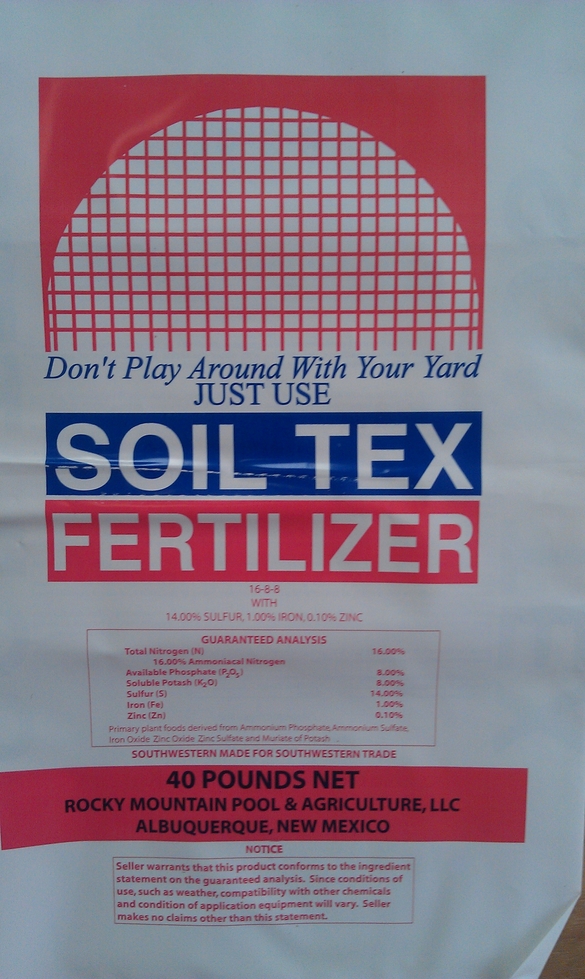 Don't Play Around With Your Yard
JUST USE
SOIL TEX
FERTILIZER
16-8-8
WITH
14.00% SULFUR, 1.00% IRON, 0.10% ZINC
GUARANTEED ANALYSIS
Total Nitrogen (N) 16.00%
16.00% Ammoniacal Nitrogen
Available Phosphate (P₂O₅) 8.00%
Soluble Potash (K₂O) 8.00%
Sulfur (S) 14.00%
Iron (Fe) 1.00%
Zinc (Zn) 0.10%
Primary plant foods derived from Ammonium Phosphate, Ammonium Sulfate,
Iron Oxide Zinc Oxide Zinc Sulfate and Muriate of Potash
SOUTHWESTERN MADE FOR SOUTHWESTERN TRADE
40 POUNDS NET
ROCKY MOUNTAIN POOL & AGRICULTURE, LLC
ALBUQUERQUE, NEW MEXICO
NOTICE
Seller warrants that this product conforms to the ingredient
statement on the guaranteed analysis. Since conditions of
use, such as weather, compatibility with other chemicals
and condition of application equipment will vary. Seller
makes no claims other than this statement.